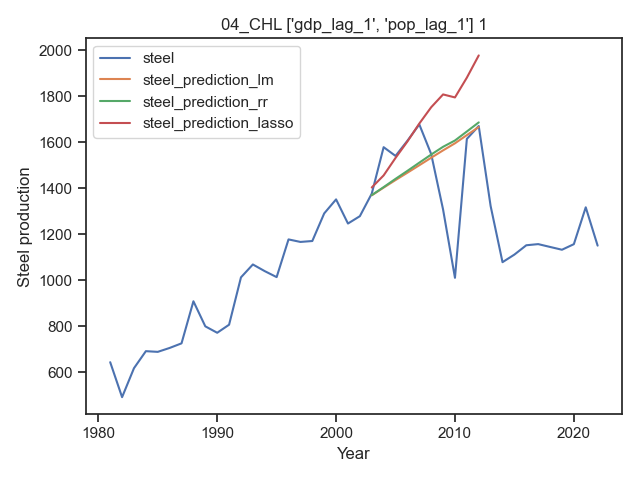 04_CHL ['gdp_lag_1', 'pop_lag_1'] 1
steel
steel_prediction_lm
steel_prediction_rr
steel_prediction_lasso
Steel production
2000
1800
1600
1400
1200
1000
800
600
1980
1990
2000
2010
2020
Year